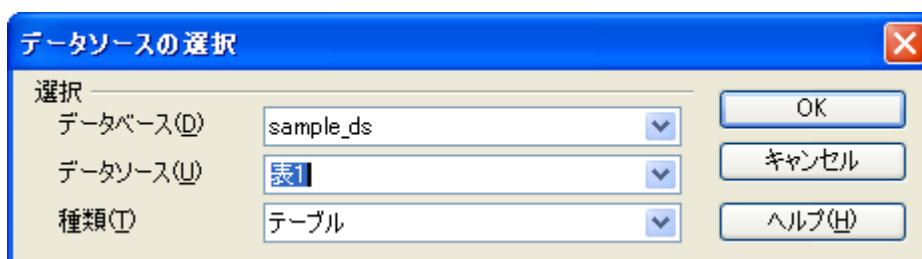 データソースの選択
選択
データベース(D) sample_ds OK
データソース(U) 表1 キャンセル
種類(T) テーブル ヘルプ(H)